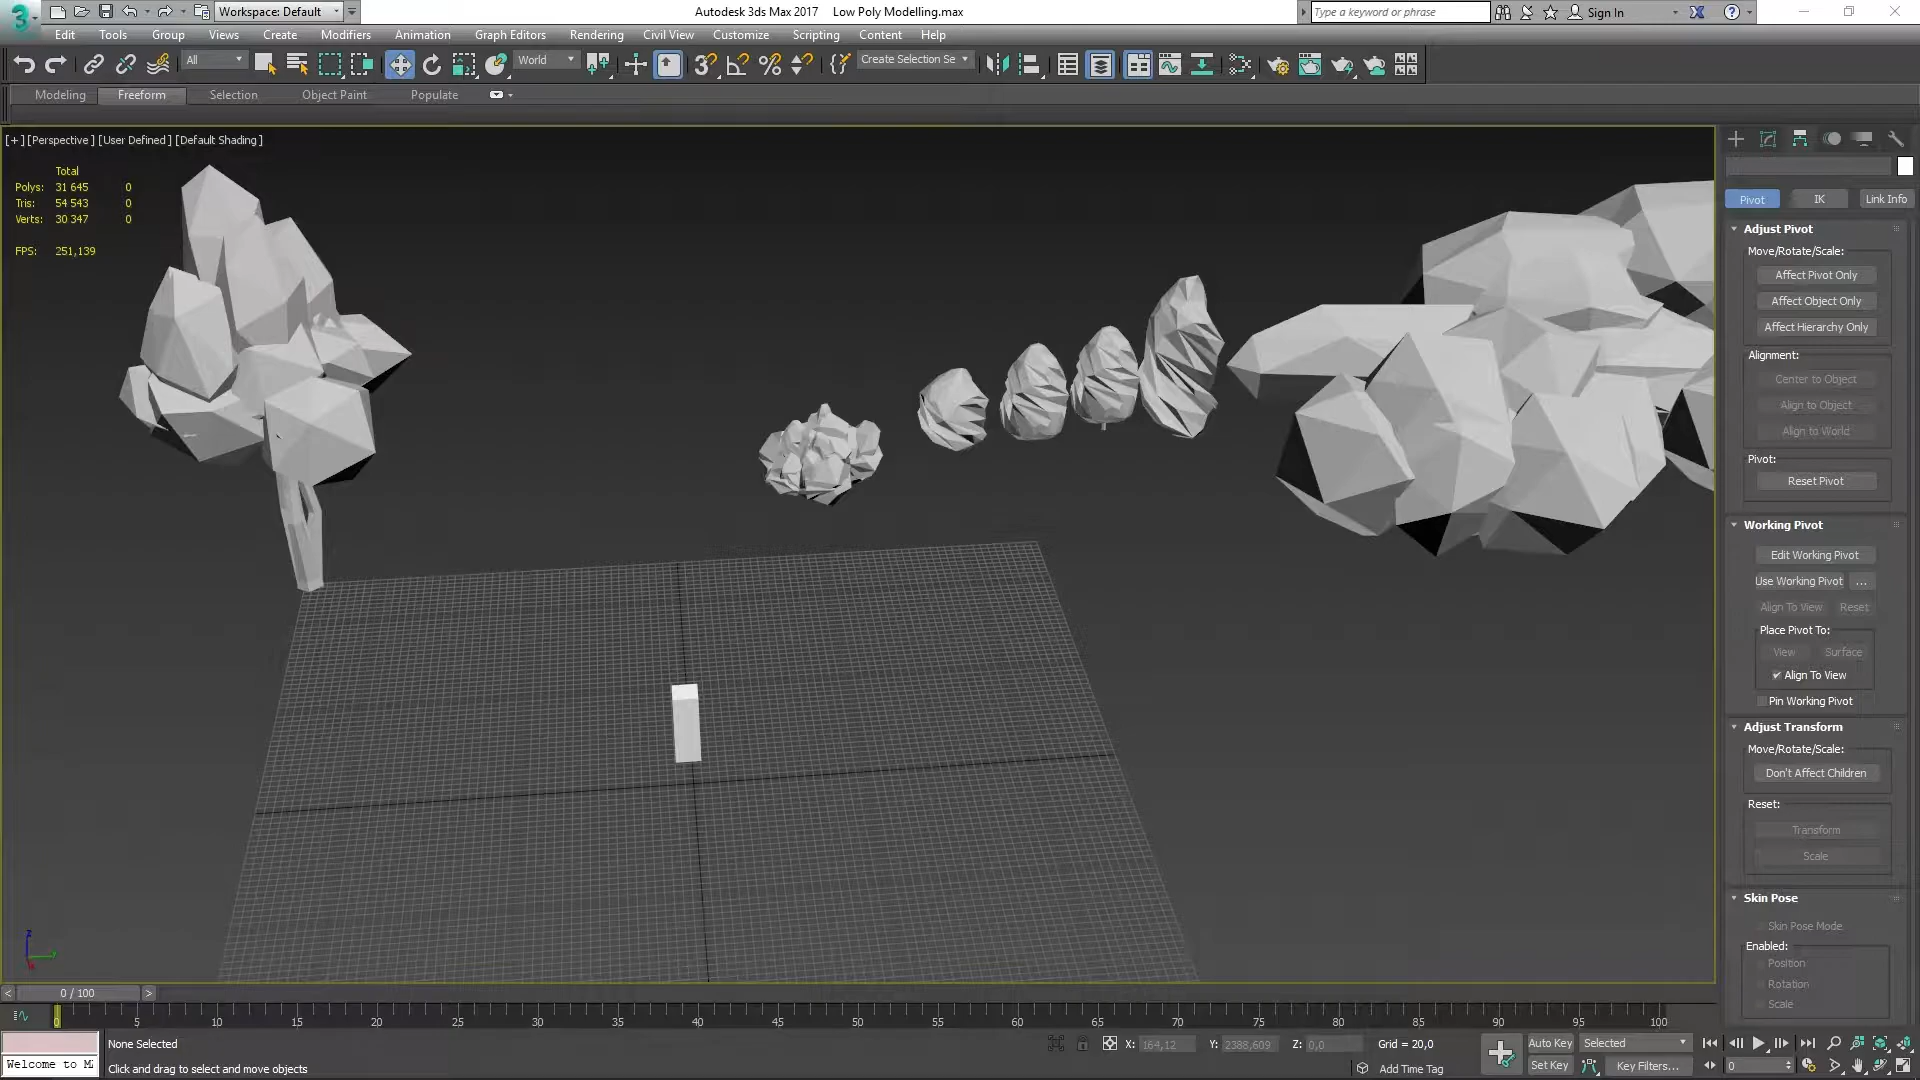 Workspace: Default
Autodesk 3ds Max 2017    Low Poly Modelling.max
Type a keyword or phrase
Sign In
Edit Tools Group Views Create Modifiers Animation Graph Editors Rendering Civil View Customize Scripting Content Help
All
World
Create Selection Se
Modeling Freeform Selection Object Paint Populate
[+] [Perspective ] [User Defined ] [Default Shading ]
Total
Polys: 31 645 0
Tris: 54 543 0
Verts: 30 347 0
FPS: 251,139
Pivot IK Link Info
Adjust Pivot
Move/Rotate/Scale:
Affect Pivot Only
Affect Object Only
Affect Hierarchy Only
Alignment:
Center to Object
Align to Object
Align to World
Pivot:
Reset Pivot
Working Pivot
Edit Working Pivot
Use Working Pivot ...
Align To View Reset
Place Pivot To:
View Surface
Align To View
Pin Working Pivot
Adjust Transform
Move/Rotate/Scale:
Don't Affect Children
Reset:
Transform
Scale
Skin Pose
Skin Pose Mode
Enabled:
Position
Rotation
Scale
z
< 0 / 100 >
0 5 10 15 20 25 30 35 40 45 50 55 60 65 70 75 80 85 90 95 100
None Selected
X: 164,12 Y: 2388,609 Z: 0,0 Grid = 20,0
Auto Key Selected
Welcome to M
Click and drag to select and move objects
Add Time Tag
Set Key Key Filters...
0